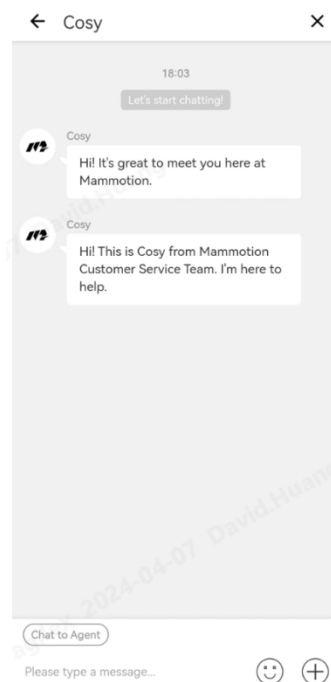 Cosy
18:03
Let's start chatting!
Cosy
Hi! It's great to meet you here at
Mammotion.
Cosy
Hi! This is Cosy from Mammotion
Customer Service Team. I'm here to
help.
2024-04-07 David.Huang
Chat to Agent
Please type a message...